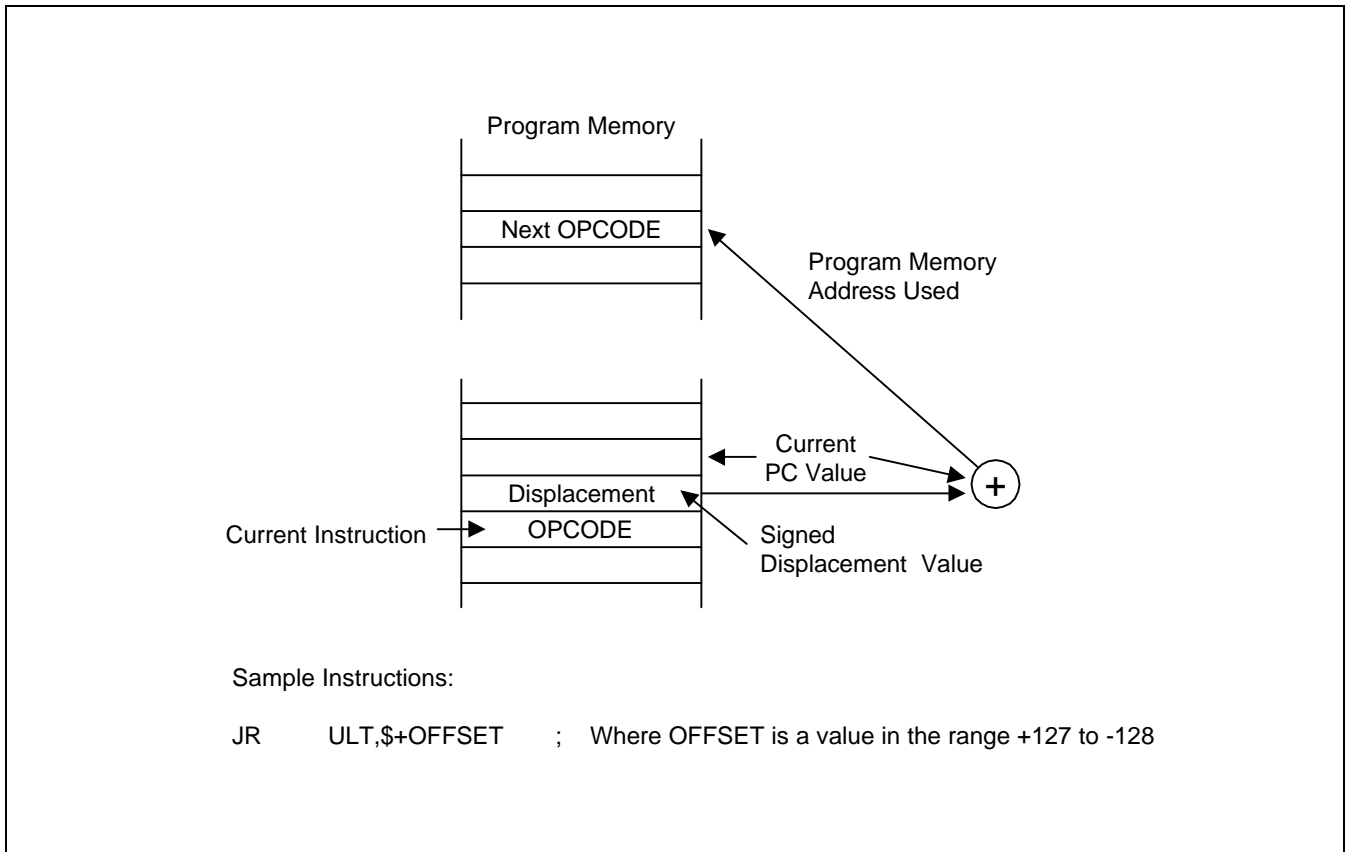 Program Memory
Next OPCODE
Program Memory
Address Used
Current
PC Value
+
Displacement
Current Instruction
OPCODE
Signed
Displacement Value
Sample Instructions:
JR ULT,$+OFFSET ; Where OFFSET is a value in the range +127 to -128